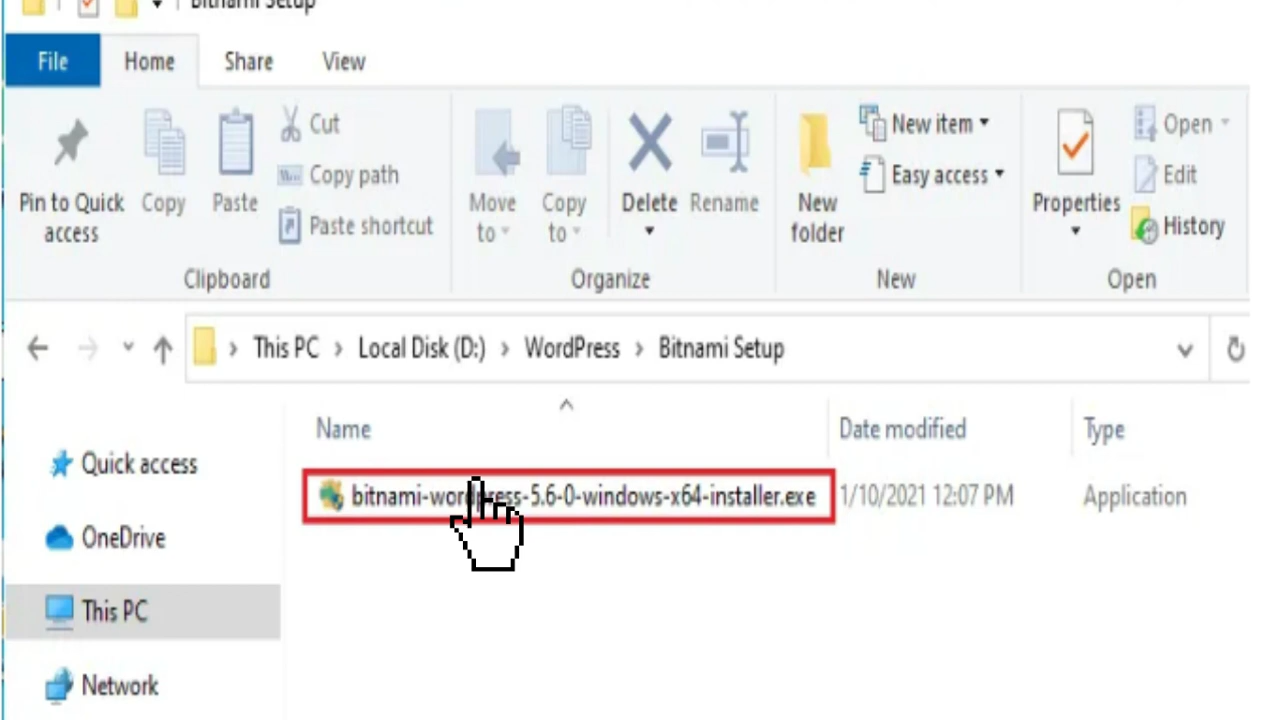 Bitnami Setup
File Home Share View
Pin to Quick access
Copy
Paste
Cut
Copy path
Paste shortcut
Clipboard
Move to
Copy to
Delete
Rename
Organize
New folder
New item
Easy access
New
Properties
Open
Edit
History
Open
This PC > Local Disk (D:) > WordPress > Bitnami Setup
Name Date modified Type
bitnami-wordpress-5.6-0-windows-x64-installer.exe 1/10/2021 12:07 PM Application
Quick access
OneDrive
This PC
Network